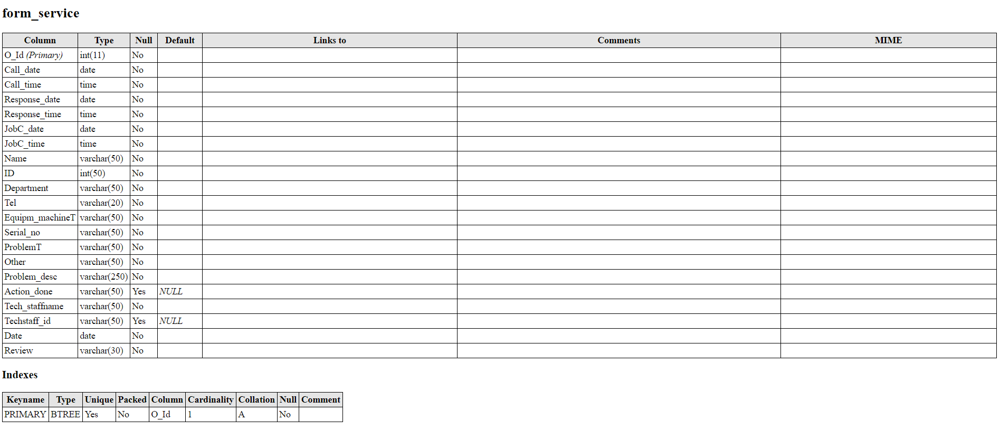 form_service
Column Type Null Default Links to Comments MIME
O_Id (Primary) int(11) No
Call_date date No
Call_time time No
Response_date date No
Response_time time No
JobC_date date No
JobC_time time No
Name varchar(50) No
ID int(50) No
Department varchar(50) No
Tel varchar(20) No
Equipm_machineT varchar(50) No
Serial_no varchar(50) No
ProblemT varchar(50) No
Other varchar(50) No
Problem_desc varchar(250) No
Action_done varchar(50) Yes NULL
Tech_staffname varchar(50) No
Techstaff_id varchar(50) Yes NULL
Date date No
Review varchar(30) No
Indexes
Keyname Type Unique Packed Column Cardinality Collation Null Comment
PRIMARY BTREE Yes No O_Id 1 A No